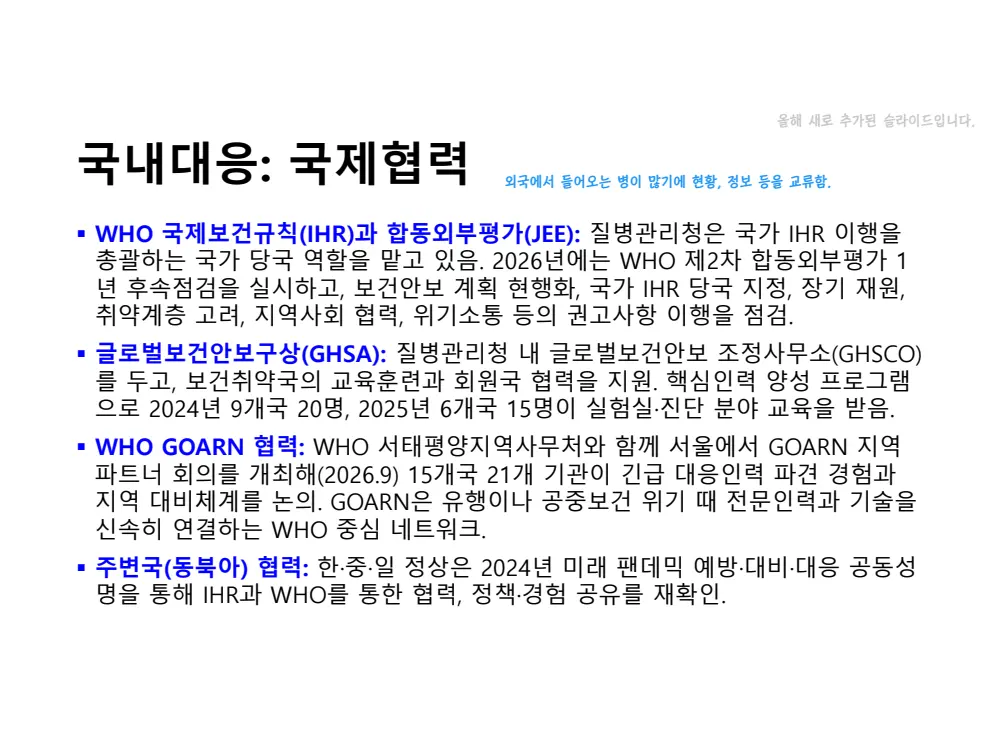 올해 새로 추가된 슬라이드입니다.
국내대응: 국제협력
외국에서 들어오는 병이 많기에 현황, 정보 등을 교류함.
▪ WHO 국제보건규칙(IHR)과 합동외부평가(JEE): 질병관리청은 국가 IHR 이행을
총괄하는 국가 당국 역할을 맡고 있음. 2026년에는 WHO 제2차 합동외부평가 1
년 후속점검을 실시하고, 보건안보 계획 현행화, 국가 IHR 당국 지정, 장기 재원,
취약계층 고려, 지역사회 협력, 위기소통 등의 권고사항 이행을 점검.
▪ 글로벌보건안보구상(GHSA): 질병관리청 내 글로벌보건안보 조정사무소(GHSCO)
를 두고, 보건취약국의 교육훈련과 회원국 협력을 지원. 핵심인력 양성 프로그램
으로 2024년 9개국 20명, 2025년 6개국 15명이 실험실·진단 분야 교육을 받음.
▪ WHO GOARN 협력: WHO 서태평양지역사무처와 함께 서울에서 GOARN 지역
파트너 회의를 개최해(2026.9) 15개국 21개 기관이 긴급 대응인력 파견 경험과
지역 대비체계를 논의. GOARN은 유행이나 공중보건 위기 때 전문인력과 기술을
신속히 연결하는 WHO 중심 네트워크.
▪ 주변국(동북아) 협력: 한·중·일 정상은 2024년 미래 팬데믹 예방·대비·대응 공동성
명을 통해 IHR과 WHO를 통한 협력, 정책·경험 공유를 재확인.